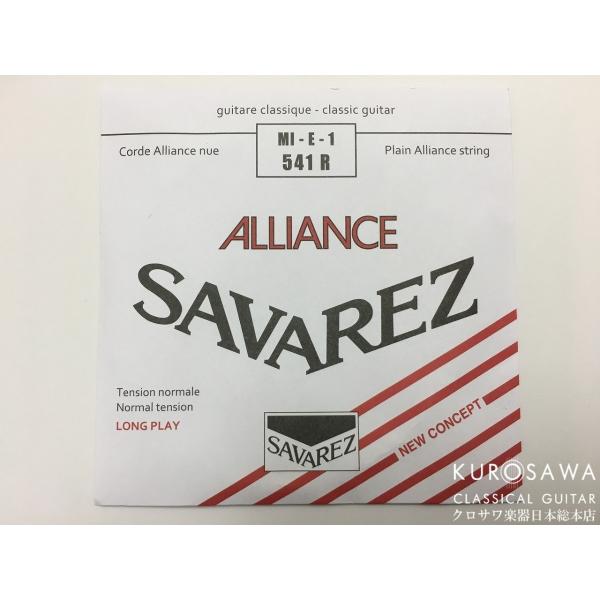 guitare classique - classic guitar
MI - E - 1
541 R
Corde Alliance nue
Plain Alliance string
ALLIANCE
SAVAREZ
Tension normale
Normal tension
LONG PLAY
SAVAREZ
NEW CONCEPT
KUROSAWA
CLASSICAL GUITAR
クロサワ楽器日本総本店